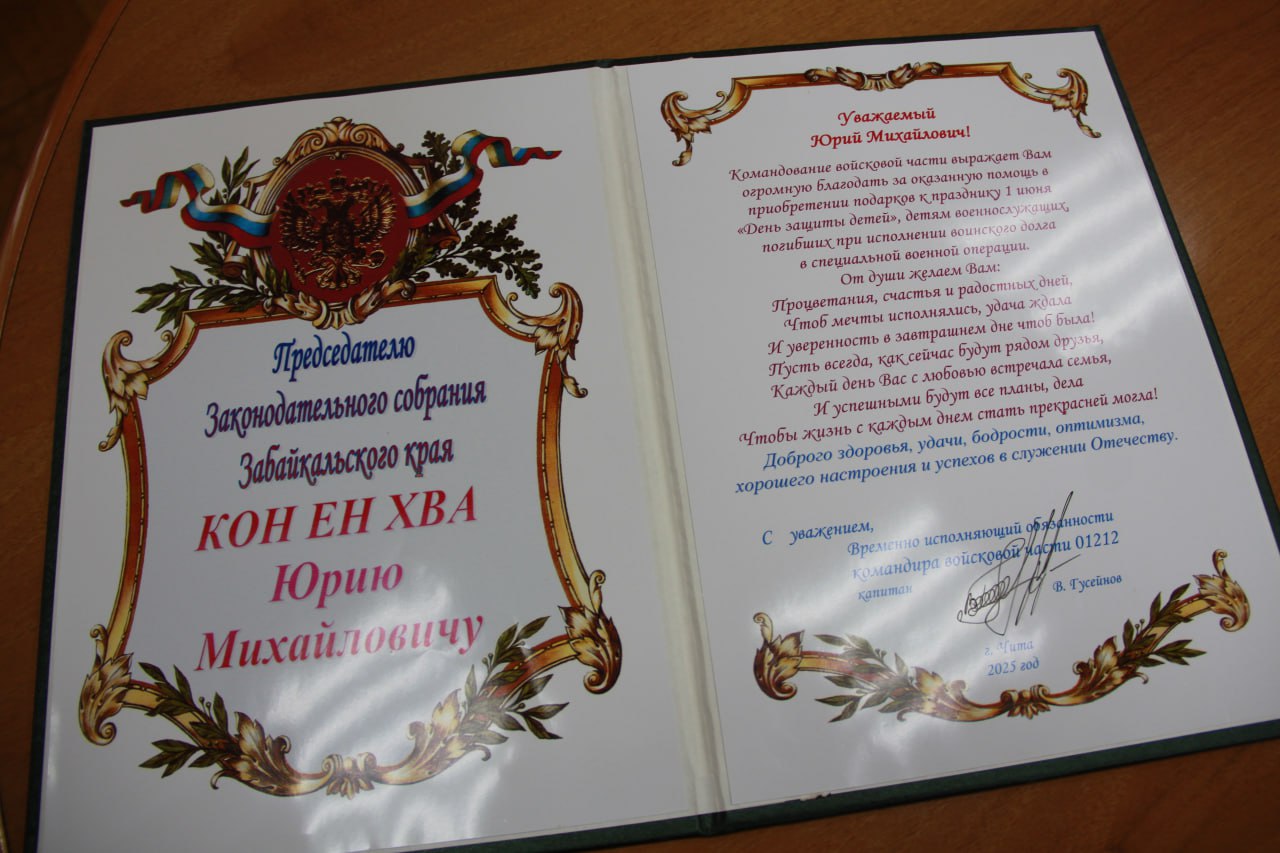 Председателю
Законодательного собрания
Забайкальского края
КОН ЕН ХВА
Юрию
Михайловичу
Уважаемый
Юрий Михайлович!
Командование войсковой части выражает Вам
огромную благодать за оказанную помощь в
приобретении подарков к празднику 1 июня
«День защиты детей», детям военнослужащих,
погибших при исполнении воинского долга
в специальной военной операции.
От души желаем Вам:
Процветания, счастья и радостных дней,
Чтоб мечты исполнялись, удача ждала
И уверенность в завтрашнем дне чтоб была!
Пусть всегда, как сейчас будут рядом друзья,
Каждый день Вас с любовью встречала семья,
И успешными будут все планы, дела
Чтобы жизнь с каждым днем стать прекрасней могла!
Доброго здоровья, удачи, бодрости, оптимизма,
хорошего настроения и успехов в служении Отечеству.
С уважением,
Временно исполняющий обязанности
командира войсковой части 01212
капитан В. Гусейнов
г. Чита
2025 год